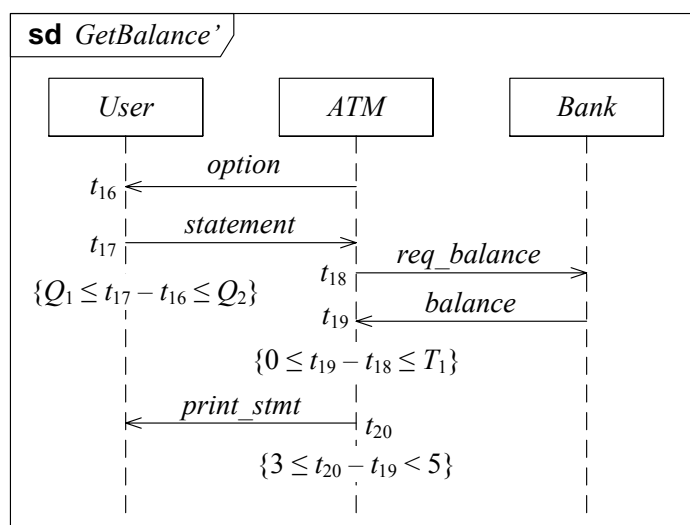 sd GetBalance’
User ATM Bank
option
t16
statement
t17
req_balance
t18
{Q1 ≤ t17 – t16 ≤ Q2}
balance
t19
{0 ≤ t19 – t18 ≤ T1}
print_stmt
t20
{3 ≤ t20 – t19 < 5}